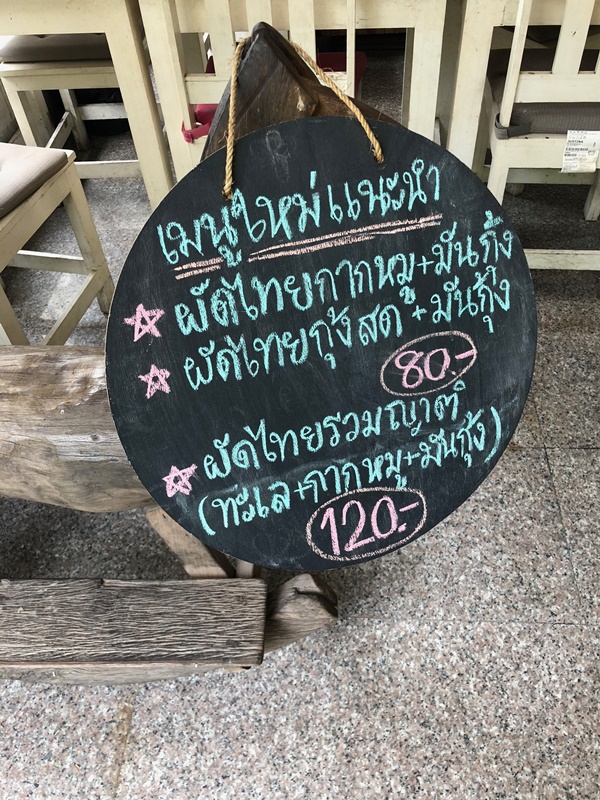 เมนูใหม่แนะนำ
ผัดไทยกากหมู+มันกุ้ง
ผัดไทยกุ้งสด+มันกุ้ง
80.-
ผัดไทยรวมญาติ
(ทะเล+กากหมู+มันกุ้ง)
120.-